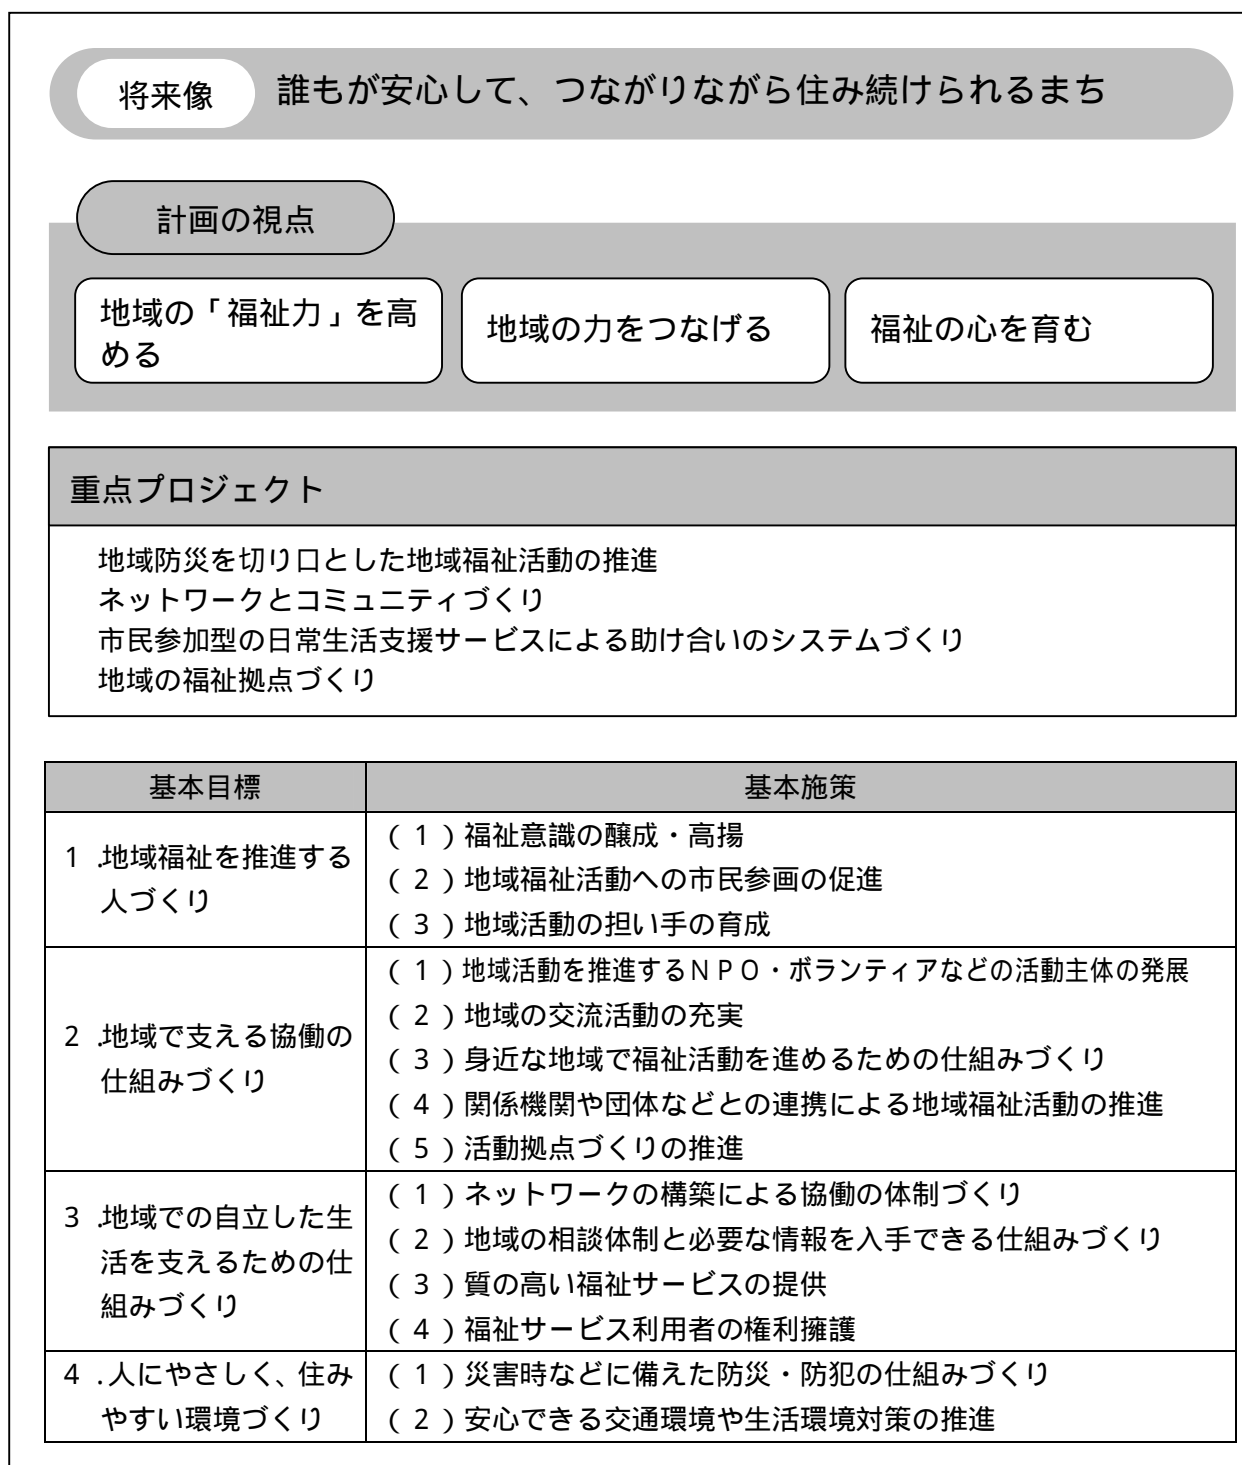 将来像 誰もが安心して、つながりながら住み続けられるまち
計画の視点
地域の「福祉力」を高
める
地域の力をつなげる
福祉の心を育む
重点プロジェクト
地域防災を切り口とした地域福祉活動の推進
ネットワークとコミュニティづくり
市民参加型の日常生活支援サービスによる助け合いのシステムづくり
地域の福祉拠点づくり
基本目標
基本施策
1.地域福祉を推進する
人づくり
(1)福祉意識の醸成・高揚
(2)地域福祉活動への市民参画の促進
(3)地域活動の担い手の育成
2.地域で支える協働の
仕組みづくり
(1)地域活動を推進するNPO・ボランティアなどの活動主体の発展
(2)地域の交流活動の充実
(3)身近な地域で福祉活動を進めるための仕組みづくり
(4)関係機関や団体などとの連携による地域福祉活動の推進
(5)活動拠点づくりの推進
3.地域での自立した生
活を支えるための仕
組みづくり
(1)ネットワークの構築による協働の体制づくり
(2)地域の相談体制と必要な情報を入手できる仕組みづくり
(3)質の高い福祉サービスの提供
(4)福祉サービス利用者の権利擁護
4.人にやさしく、住み
やすい環境づくり
(1)災害時などに備えた防災・防犯の仕組みづくり
(2)安心できる交通環境や生活環境対策の推進